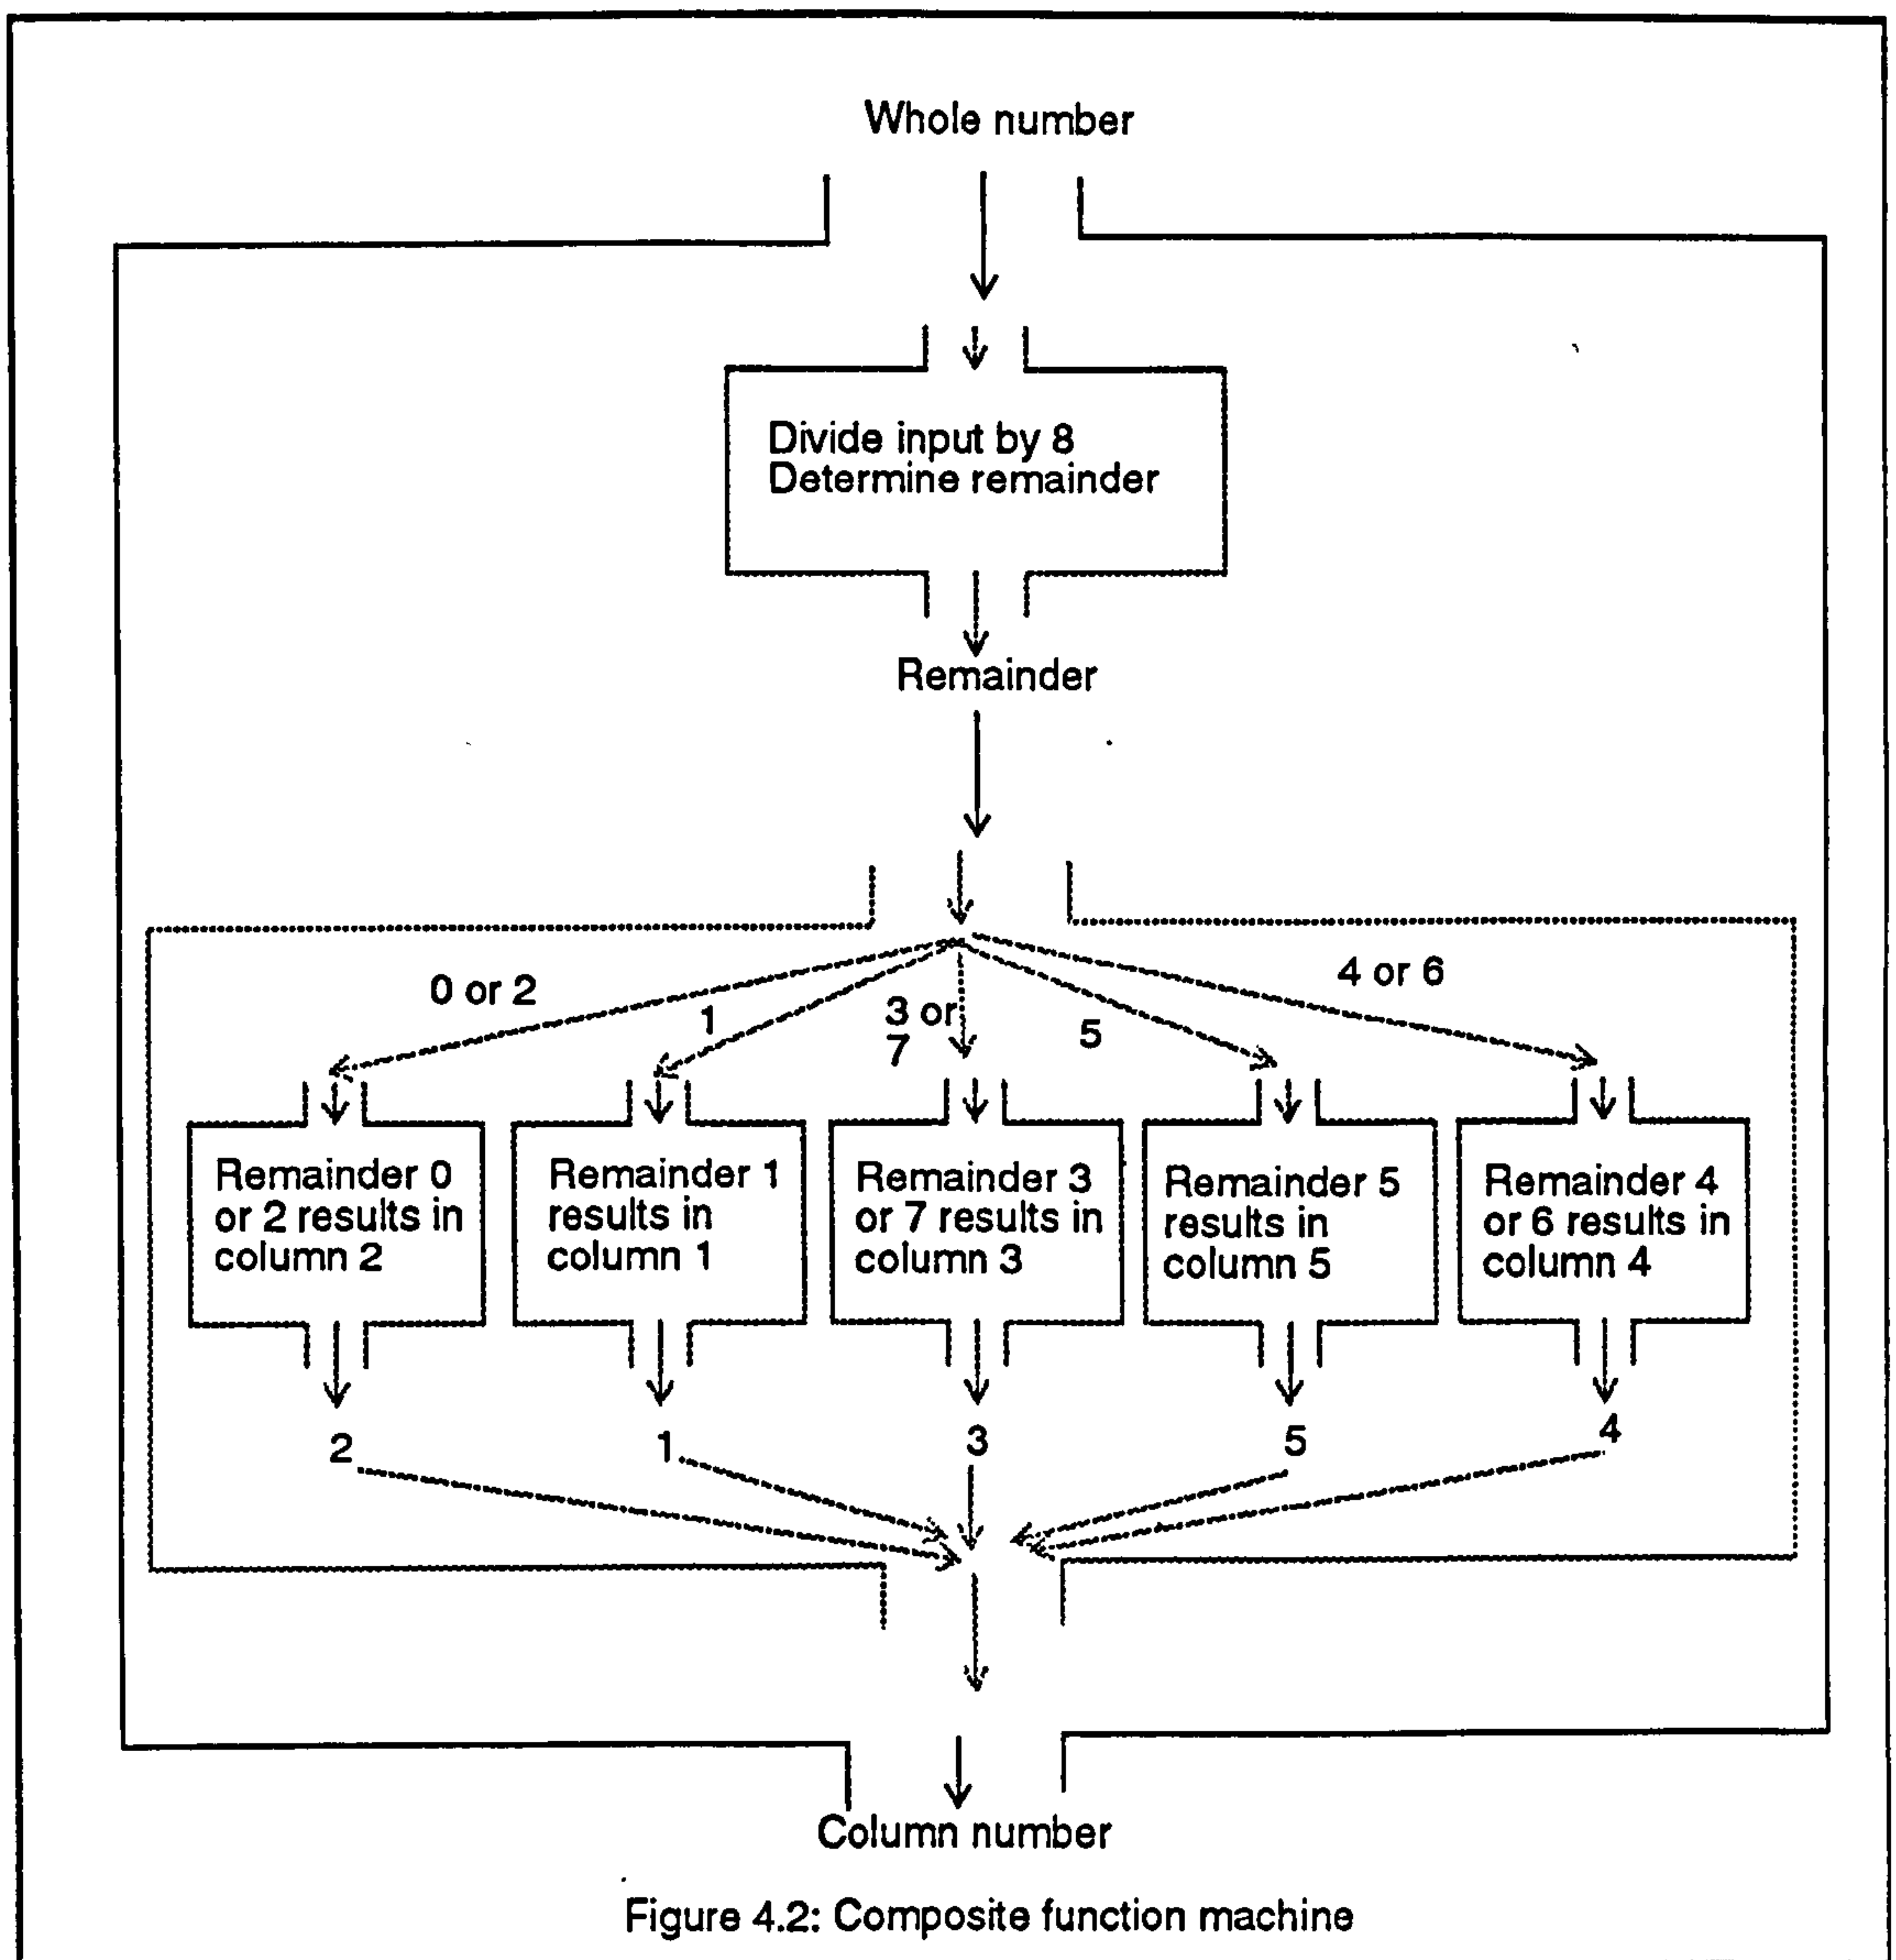 Whole number
Divide input by 8
Determine remainder
Remainder
0 or 2
1
3 or
7
5
4 or 6
Remainder 0
or 2 results in
column 2
Remainder 1
results in
column 1
Remainder 3
or 7 results in
column 3
Remainder 5
results in
column 5
Remainder 4
or 6 results in
column 4
2
1
3
5
4
Column number
Figure 4.2: Composite function machine